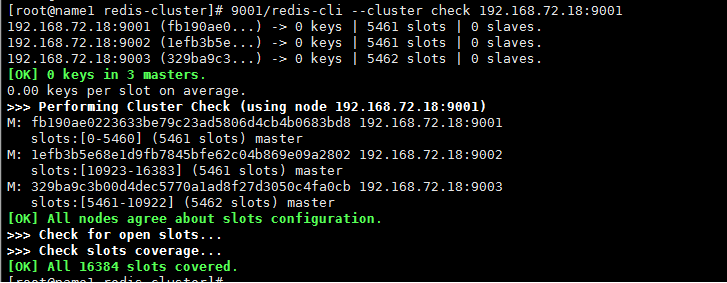 [root@name1 redis-cluster]# 9001/redis-cli --cluster check 192.168.72.18:9001
192.168.72.18:9001 (fb190ae0...) -> 0 keys | 5461 slots | 0 slaves.
192.168.72.18:9002 (1efb3b5e...) -> 0 keys | 5461 slots | 0 slaves.
192.168.72.18:9003 (329ba9c3...) -> 0 keys | 5462 slots | 0 slaves.
[OK] 0 keys in 3 masters.
0.00 keys per slot on average.
>>> Performing Cluster Check (using node 192.168.72.18:9001)
M: fb190ae0223633be79c23ad5806d4cb4b0683bd8 192.168.72.18:9001
   slots:[0-5460] (5461 slots) master
M: 1efb3b5e68e1d9fb7845bfe62c04b869e09a2802 192.168.72.18:9002
   slots:[10923-16383] (5461 slots) master
M: 329ba9c3b00d4dec5770a1ad8f27d3050c4fa0cb 192.168.72.18:9003
   slots:[5461-10922] (5462 slots) master
[OK] All nodes agree about slots configuration.
>>> Check for open slots...
>>> Check slots coverage...
[OK] All 16384 slots covered.
[root@name1 redis-cluster]#